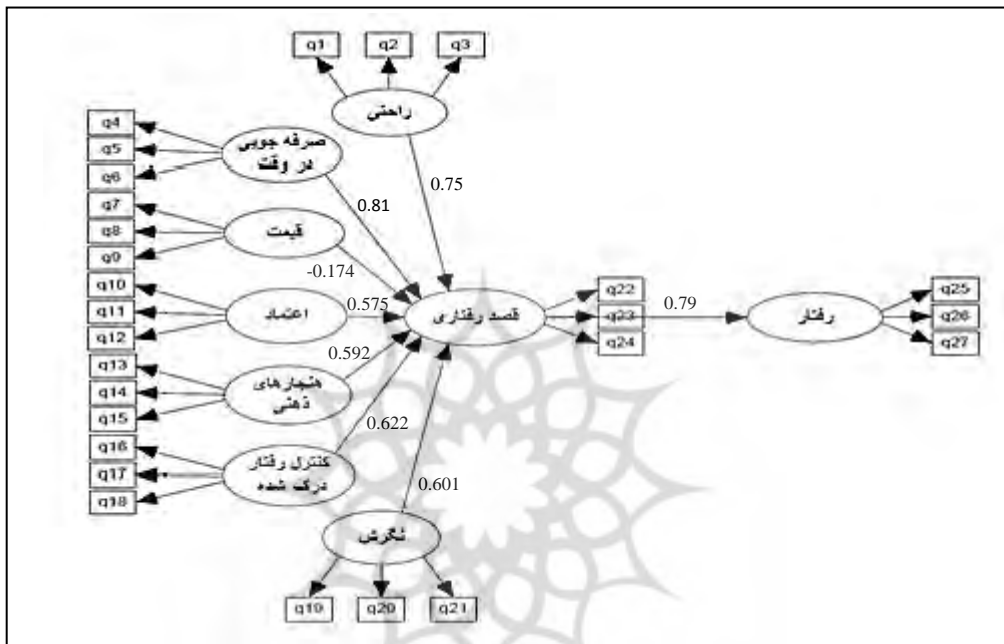 q1
q2
q3
راحتی
q4
q5
q6
صرفه جویی
در وقت
0.75
0.81
q7
q8
q9
قیمت
-0.174
q10
q11
q12
اعتماد
0.575
قصد رفتاری
q22
q23
q24
0.79
رفتار
q25
q26
q27
q13
q14
q15
هنجارهای
ذهنی
0.592
q16
q17
q18
کنترل رفتار
درک شده
0.622
0.601
نگرش
q19
q20
q21